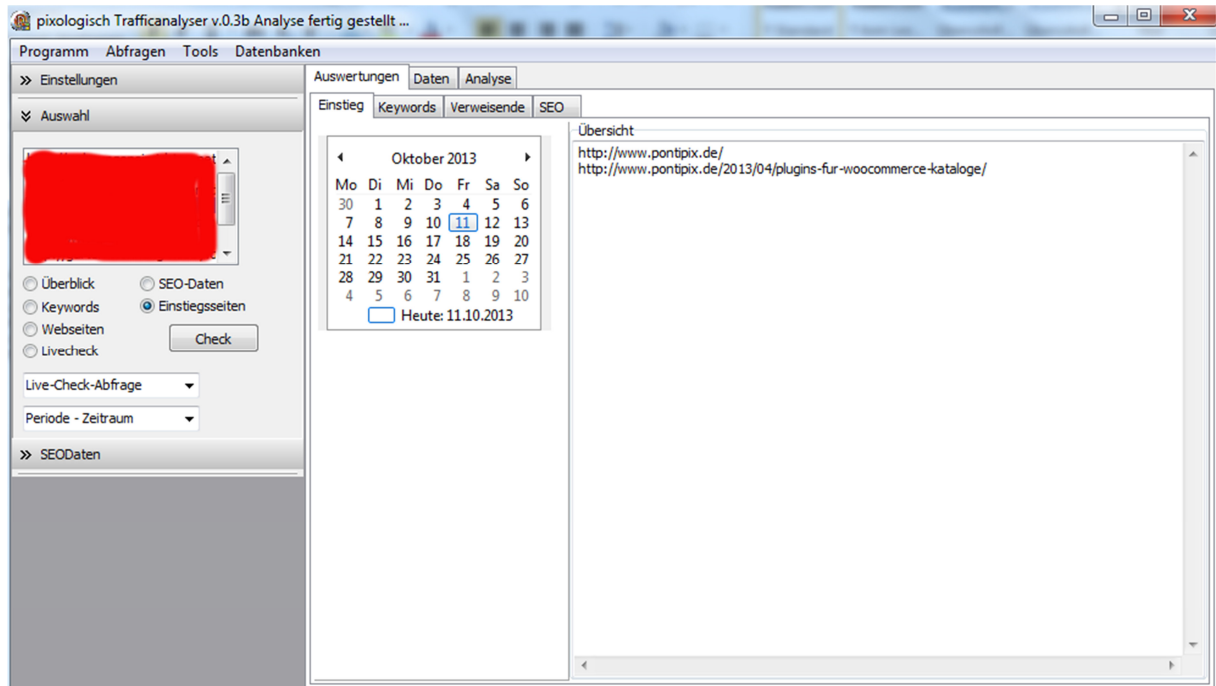 pixologisch Trafficanalyser v.0.3b Analyse fertig gestellt ...
Programm Abfragen Tools Datenbanken
Einstellungen
Auswahl
Überblick SEO-Daten
Keywords Einstiegsseiten
Webseiten
Check
Livecheck
Live-Check-Abfrage
Periode - Zeitraum
SEODaten
Auswertungen Daten Analyse
Einstieg Keywords Verweisende SEO
Oktober 2013
Mo Di Mi Do Fr Sa So
30 1 2 3 4 5 6
7 8 9 10 11 12 13
14 15 16 17 18 19 20
21 22 23 24 25 26 27
28 29 30 31 1 2 3
4 5 6 7 8 9 10
Heute: 11.10.2013
Übersicht
http://www.pontipix.de/
http://www.pontipix.de/2013/04/plugins-fur-woocommerce-kataloge/